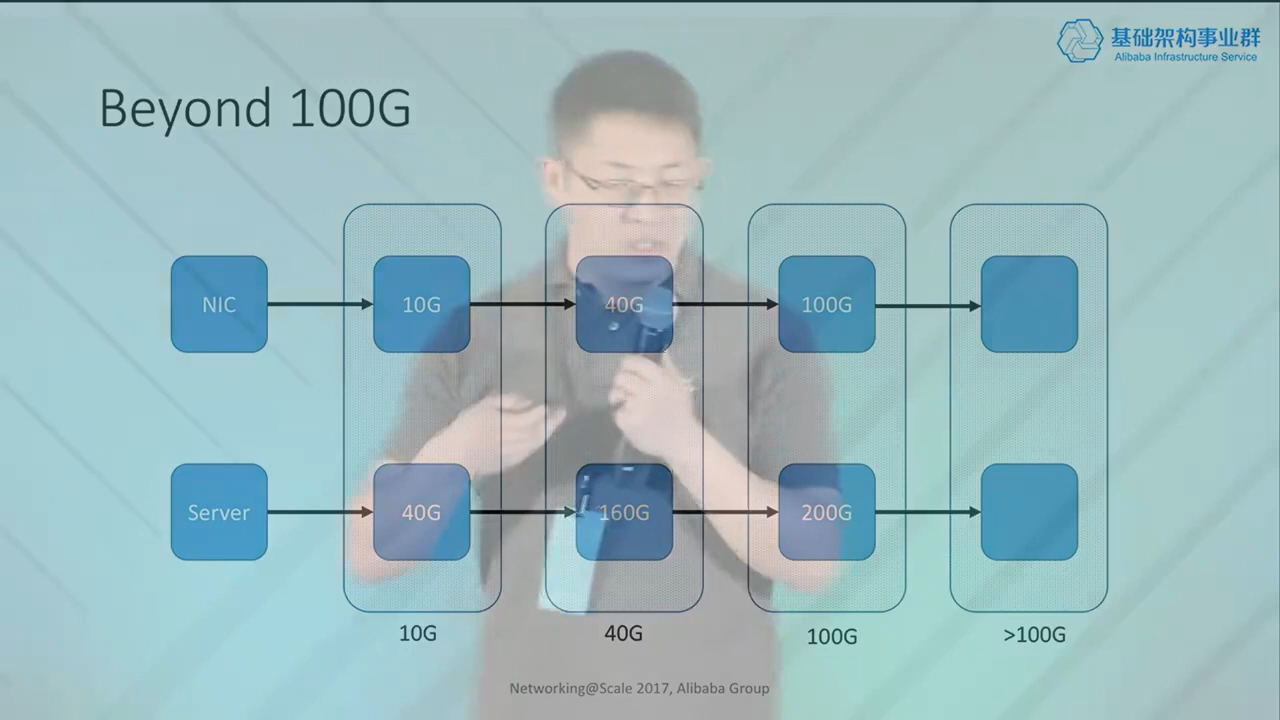 基础架构事业群
Alibaba Infrastructure Service
Beyond 100G
NIC
10G
40G
100G
Server
40G
160G
200G
10G
40G
100G
>100G
Networking@Scale 2017, Alibaba Group